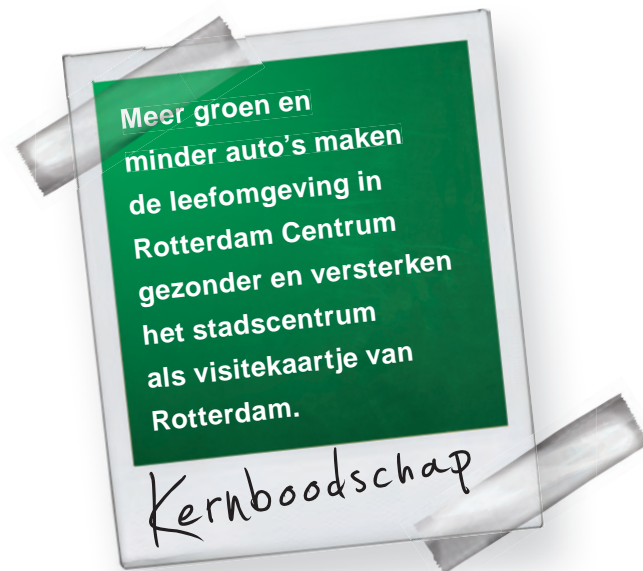 Meer groen en
minder auto's maken
de leefomgeving in
Rotterdam Centrum
gezonder en versterken
het stadscentrum
als visitekaartje van
Rotterdam.
Kernboodschap